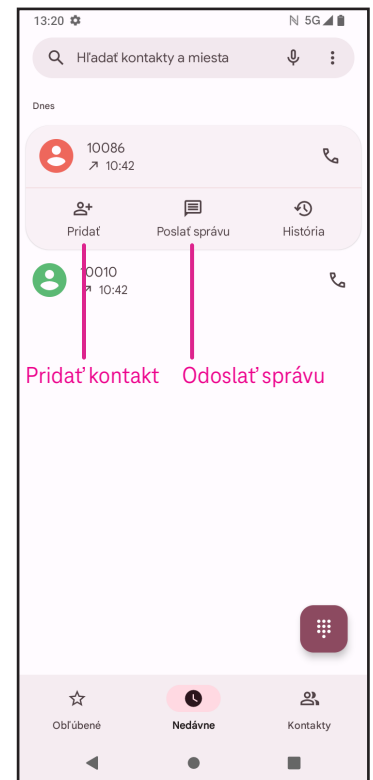 13:20 5G
Hľadať kontakty a miesta
Dnes
10086
10:42
Pridať Poslať správu História
10010
10:42
Pridať kontakt Odoslať správu
Obľúbené Nedávne Kontakty